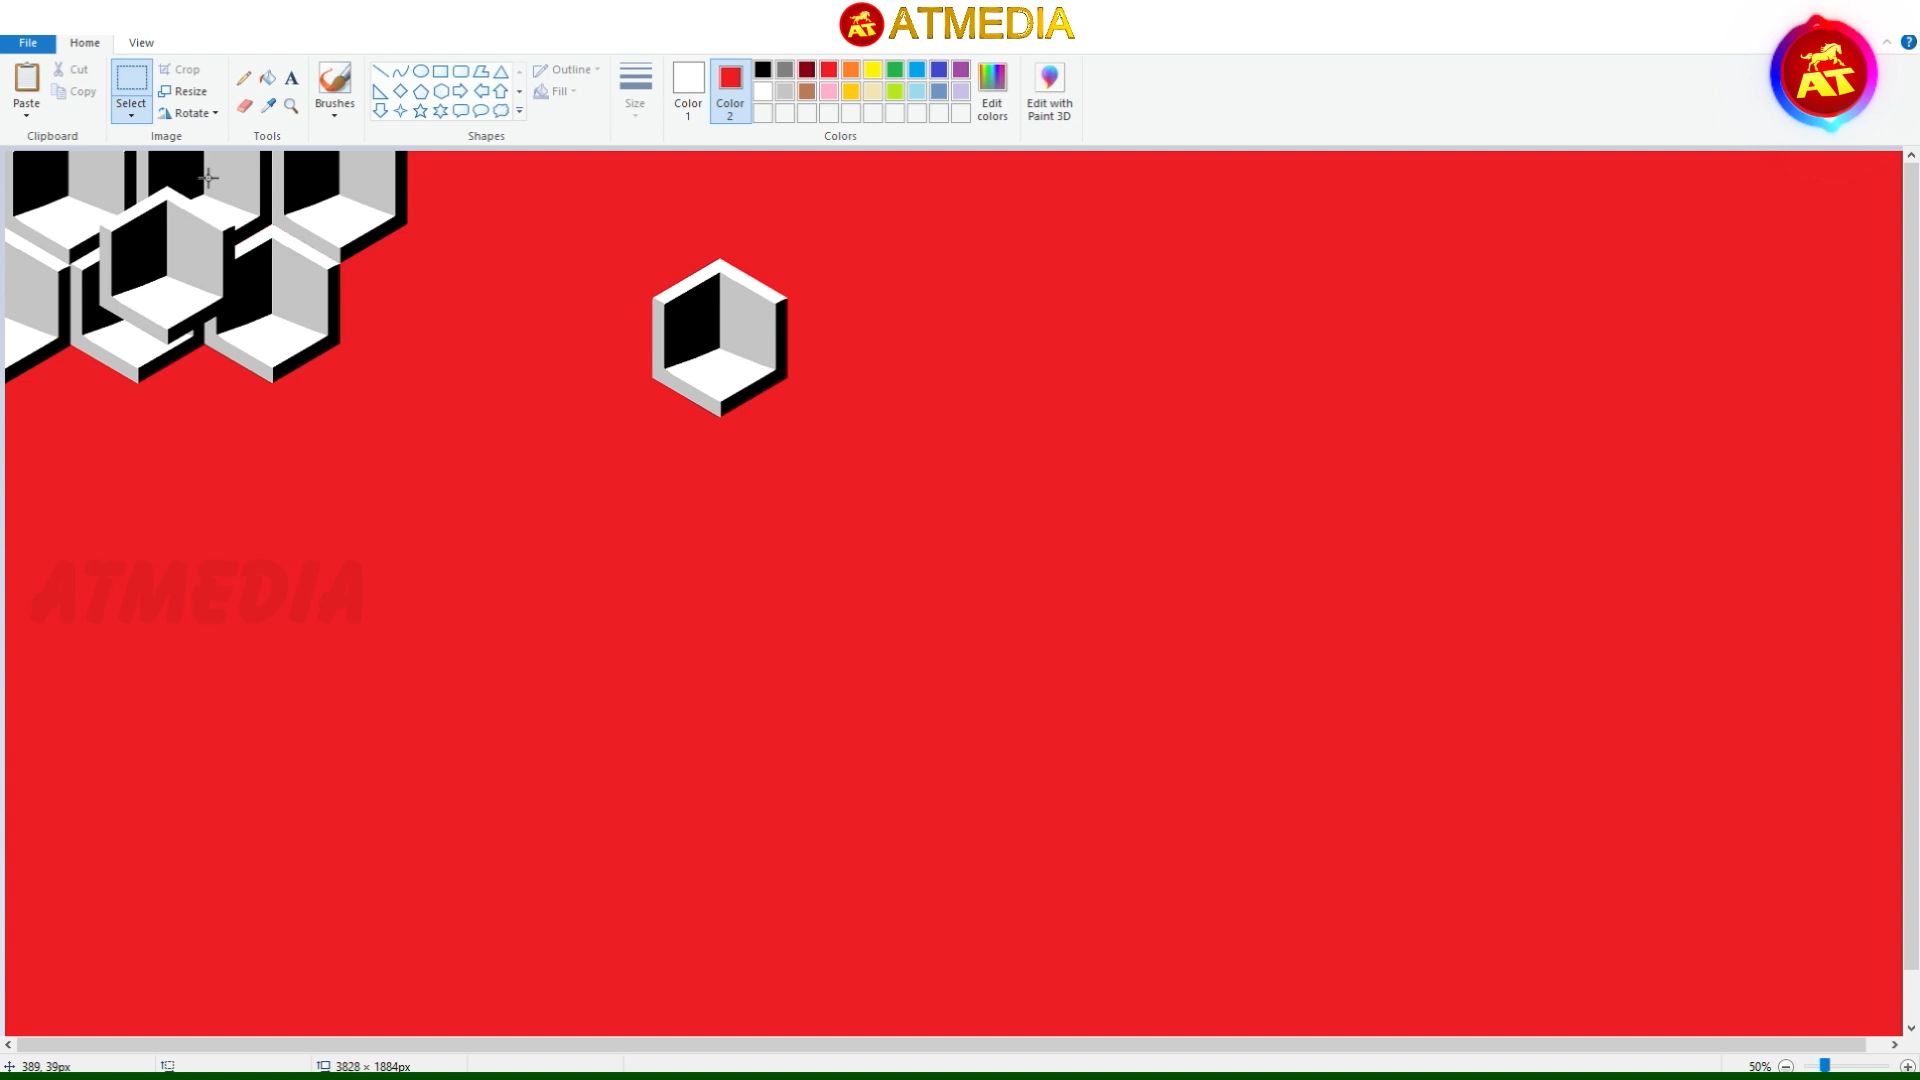 ATMEDIA
File Home View
Paste
Cut
Copy
Clipboard
Select
Crop
Resize
Rotate
Image
A
Tools
Brushes
Shapes
Outline
Fill
Size
Color 1
Color 2
Colors
Edit colors
Edit with Paint 3D
AT
ATMEDIA
389, 39px
3828 × 1884px
50%